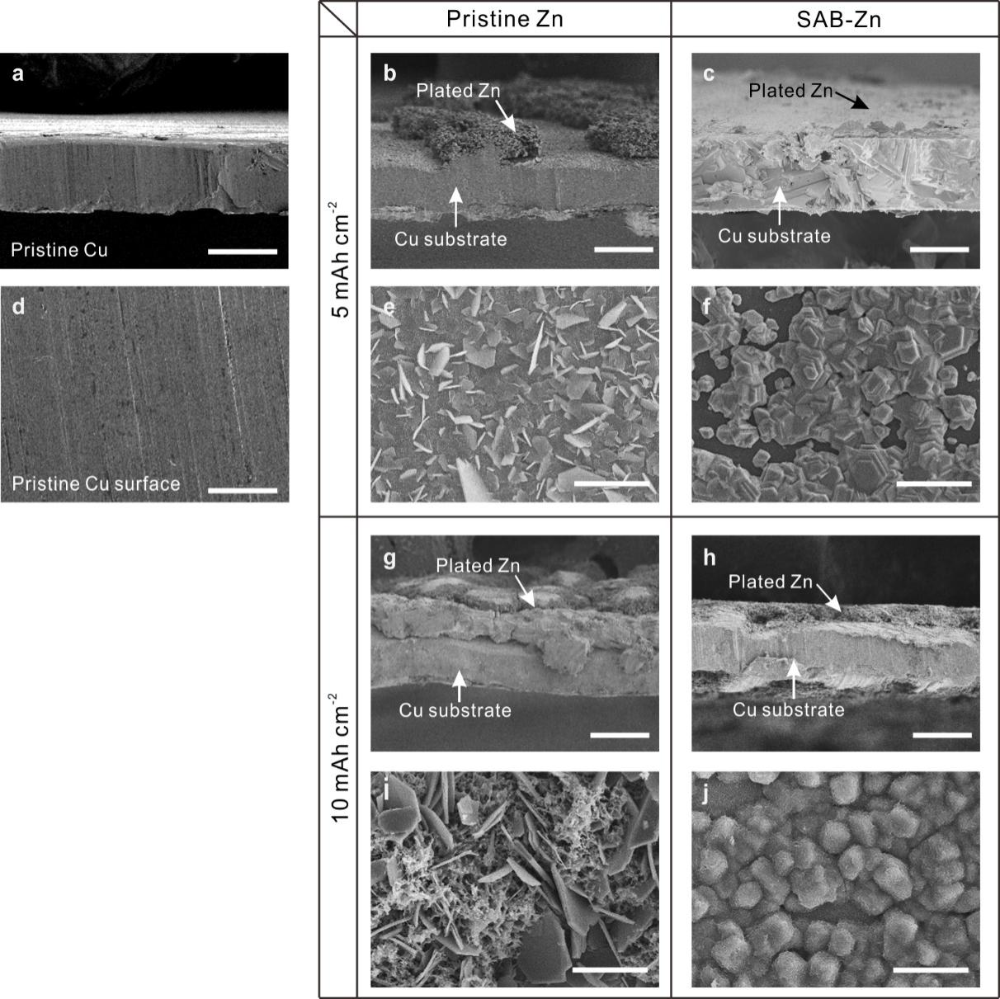 Pristine Zn
SAB-Zn
a
Pristine Cu
b
Plated Zn
Cu substrate
c
Plated Zn
Cu substrate
5 mAh cm⁻²
d
Pristine Cu surface
e
f
g
Plated Zn
Cu substrate
h
Plated Zn
Cu substrate
10 mAh cm⁻²
i
j